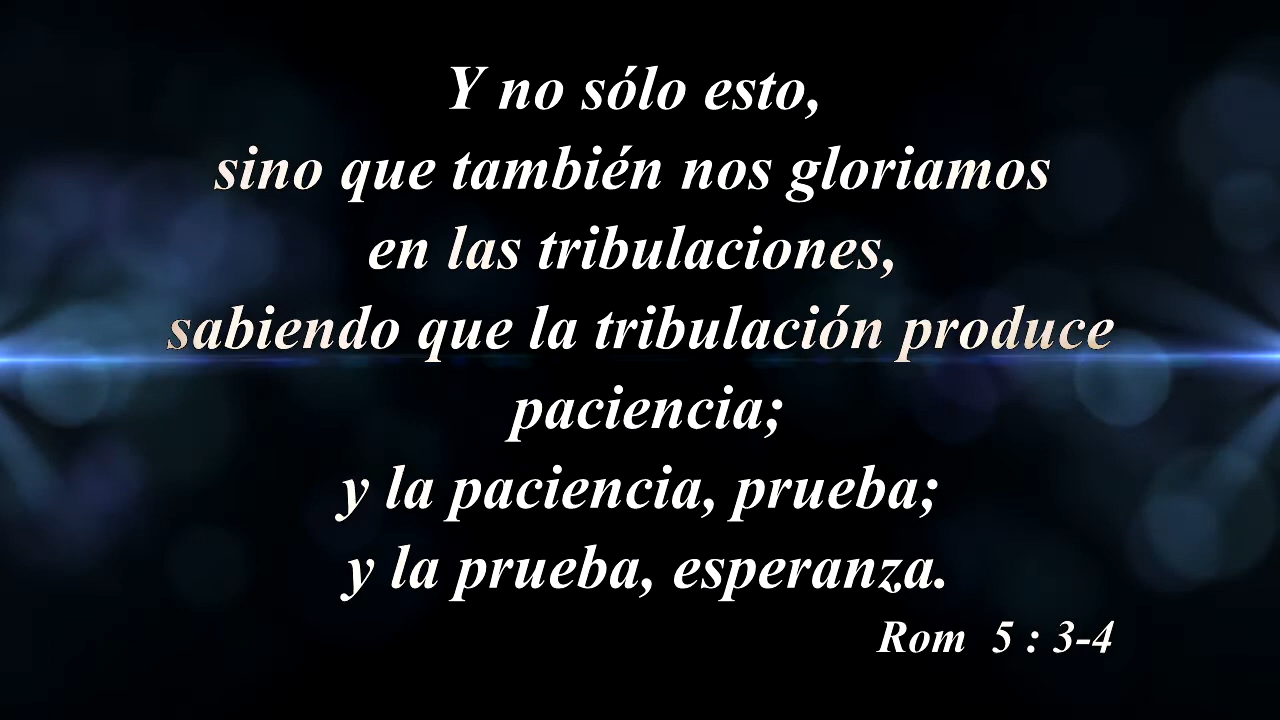 Y no sólo esto,
sino que también nos gloriamos
en las tribulaciones,
sabiendo que la tribulación produce
paciencia;
y la paciencia, prueba;
y la prueba, esperanza.
Rom 5 : 3-4